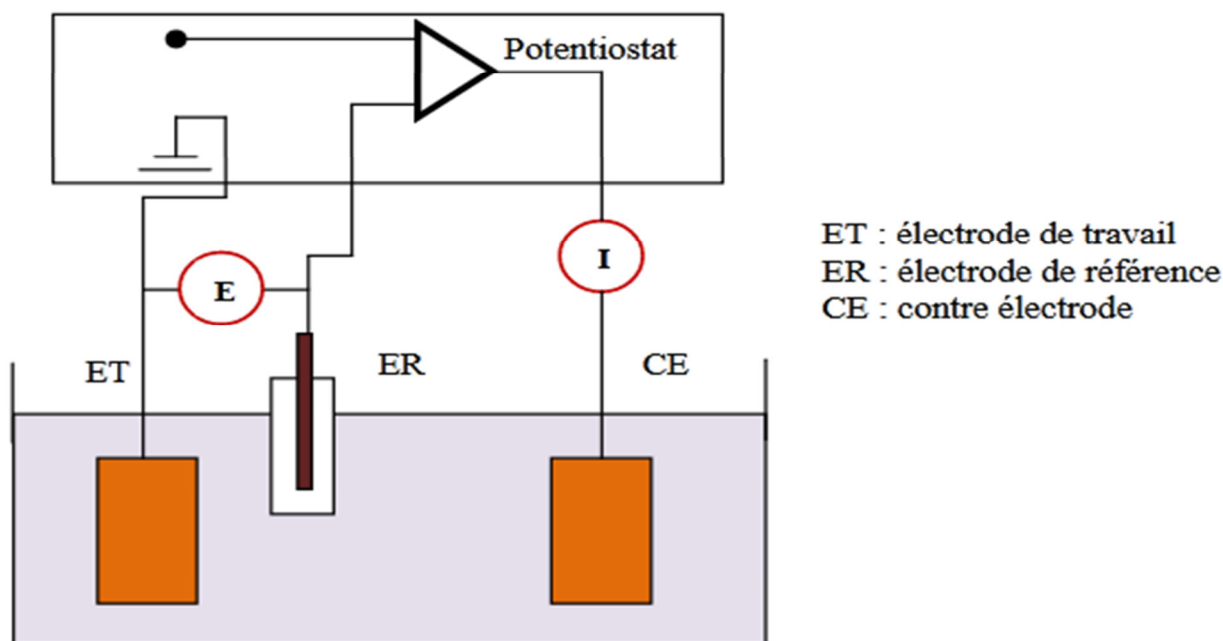 Potentiostat
E
I
ET
ER
CE
ET : électrode de travail
ER : électrode de référence
CE : contre électrode